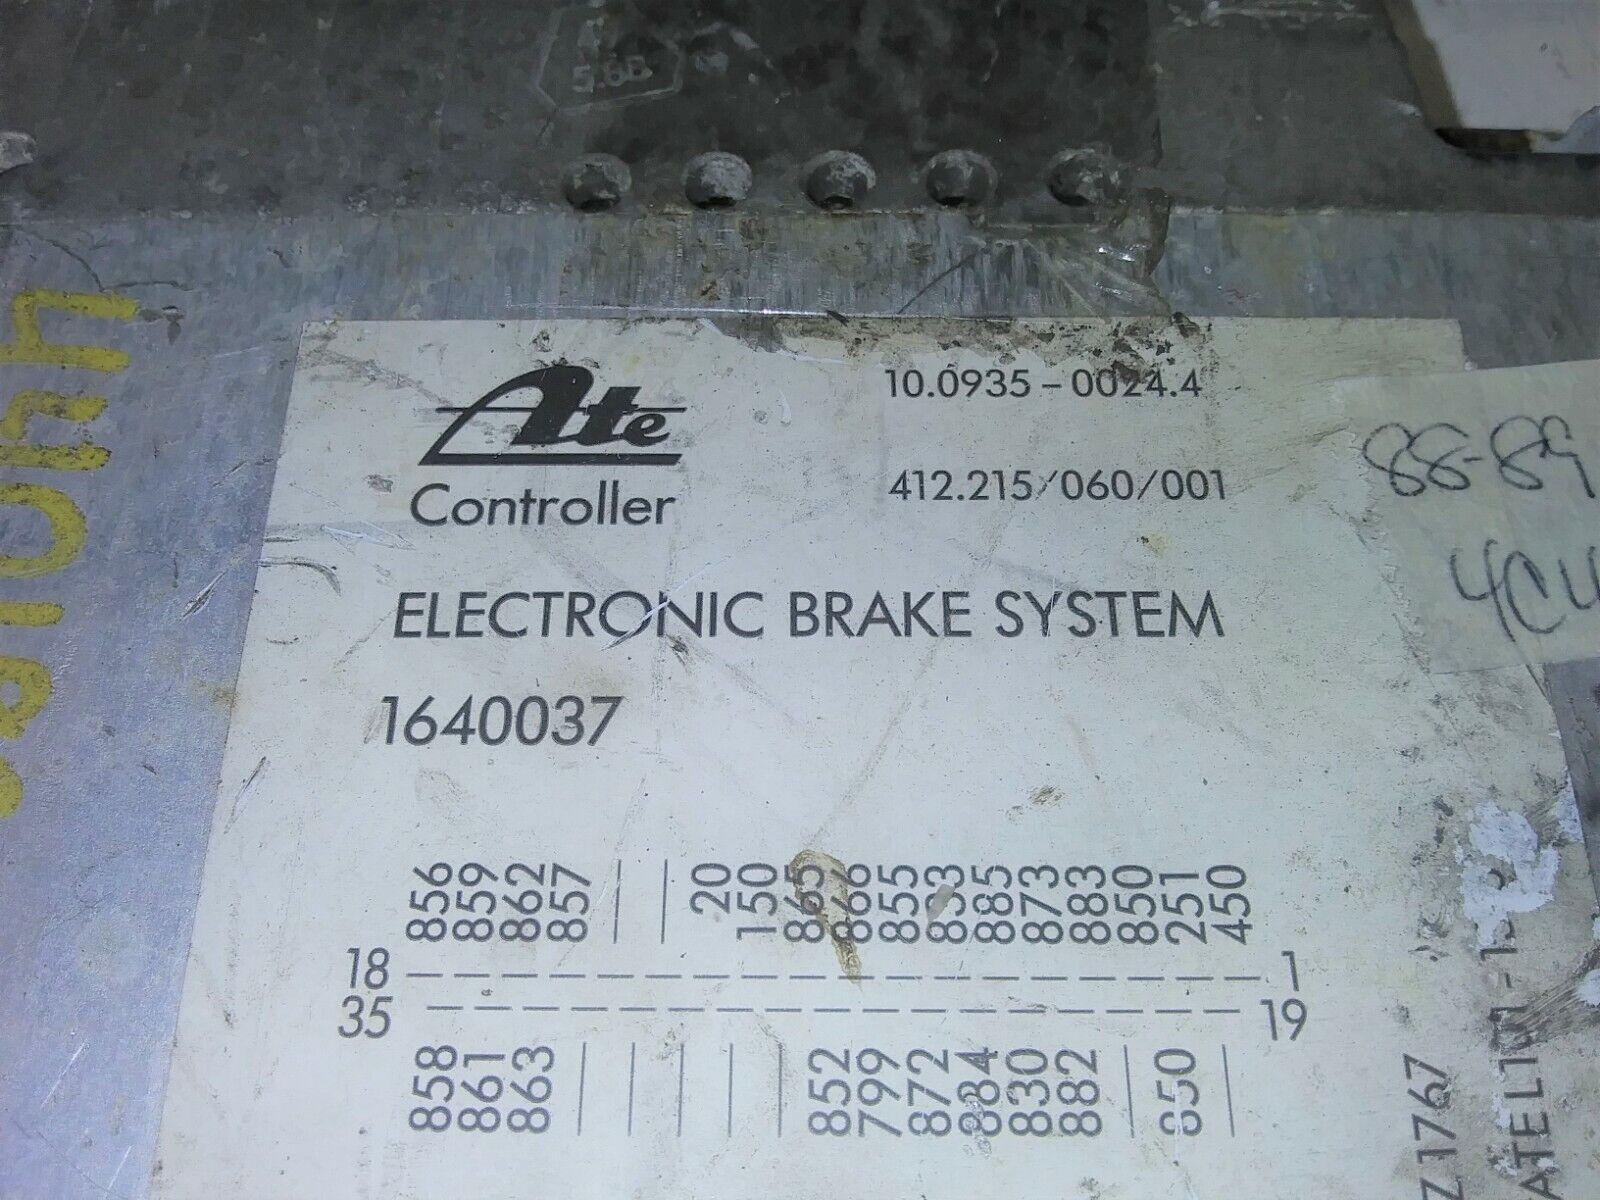 5.6B
Ate
10.0935-0024.4
Controller
412.215/060/001
88-89
ELECTRONIC BRAKE SYSTEM
1640037
856 859 862 857 | | 20 150 865 866 855 833 885 873 883 850 251 450
18 – – – – – – – – – – – – – – – – – – 1
35 – – – – – – – – – – – – – – – – – 19
858 861 863 | | | | | 852 799 872 884 830 882 | 850 |
Z1767